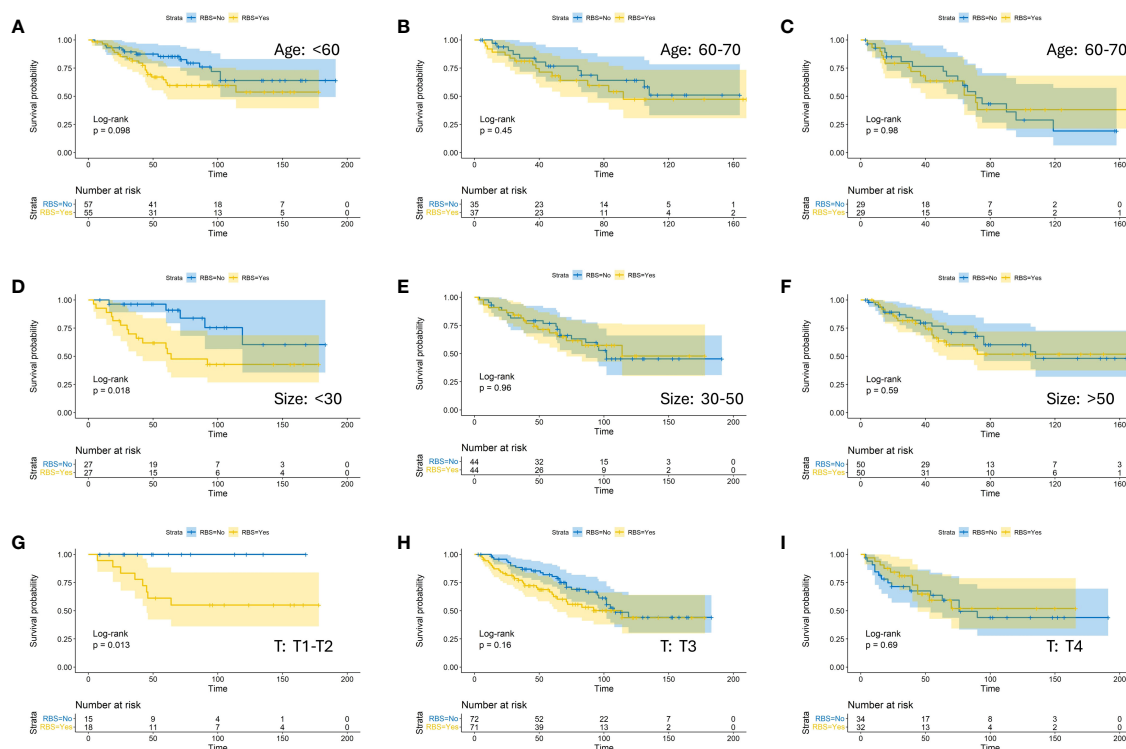 A
Strata RBS=No RBS=Yes
Survival probability
1.00
0.75
0.50
0.25
0.00
Age: <60
Log-rank
p = 0.098
0 50 100 150 200
Time
Number at risk
Strata
RBS=No 57 41 18 7 0
RBS=Yes 55 31 13 5 0
0 50 100 150 200
Time
B
Strata RBS=No RBS=Yes
Survival probability
1.00
0.75
0.50
0.25
0.00
Age: 60-70
Log-rank
p = 0.45
0 40 80 120 160
Time
Number at risk
Strata
RBS=No 35 23 14 5 1
RBS=Yes 37 23 11 4 2
0 40 80 120 160
Time
C
Strata RBS=No RBS=Yes
Survival probability
1.00
0.75
0.50
0.25
0.00
Age: 60-70
Log-rank
p = 0.98
0 40 80 120 160
Time
Number at risk
Strata
RBS=No 29 18 7 2 0
RBS=Yes 29 15 5 2 1
0 40 80 120 160
Time
D
Strata RBS=No RBS=Yes
Survival probability
1.00
0.75
0.50
0.25
0.00
Log-rank
p = 0.018
Size: <30
0 50 100 150 200
Time
Number at risk
Strata
RBS=No 27 19 7 3 0
RBS=Yes 27 15 6 4 0
0 50 100 150 200
Time
E
Strata RBS=No RBS=Yes
Survival probability
1.00
0.75
0.50
0.25
0.00
Log-rank
p = 0.96
Size: 30-50
0 50 100 150 200
Time
Number at risk
Strata
RBS=No 44 32 15 3 0
RBS=Yes 44 26 9 2 0
0 50 100 150 200
Time
F
Strata RBS=No RBS=Yes
Survival probability
1.00
0.75
0.50
0.25
0.00
Log-rank
p = 0.59
Size: >50
0 40 80 120 160
Time
Number at risk
Strata
RBS=No 50 29 13 7 3
RBS=Yes 50 31 10 6 1
0 40 80 120 160
Time
G
Strata RBS=No RBS=Yes
Survival probability
1.00
0.75
0.50
0.25
0.00
Log-rank
p = 0.013
T: T1-T2
0 50 100 150 200
Time
Number at risk
Strata
RBS=No 15 9 4 1 0
RBS=Yes 18 11 7 4 0
0 50 100 150 200
Time
H
Strata RBS=No RBS=Yes
Survival probability
1.00
0.75
0.50
0.25
0.00
Log-rank
p = 0.16
T: T3
0 50 100 150 200
Time
Number at risk
Strata
RBS=No 72 52 22 7 0
RBS=Yes 71 39 13 2 0
0 50 100 150 200
Time
I
Strata RBS=No RBS=Yes
Survival probability
1.00
0.75
0.50
0.25
0.00
Log-rank
p = 0.69
T: T4
0 50 100 150 200
Time
Number at risk
Strata
RBS=No 34 17 8 3 0
RBS=Yes 32 13 4 2 0
0 50 100 150 200
Time